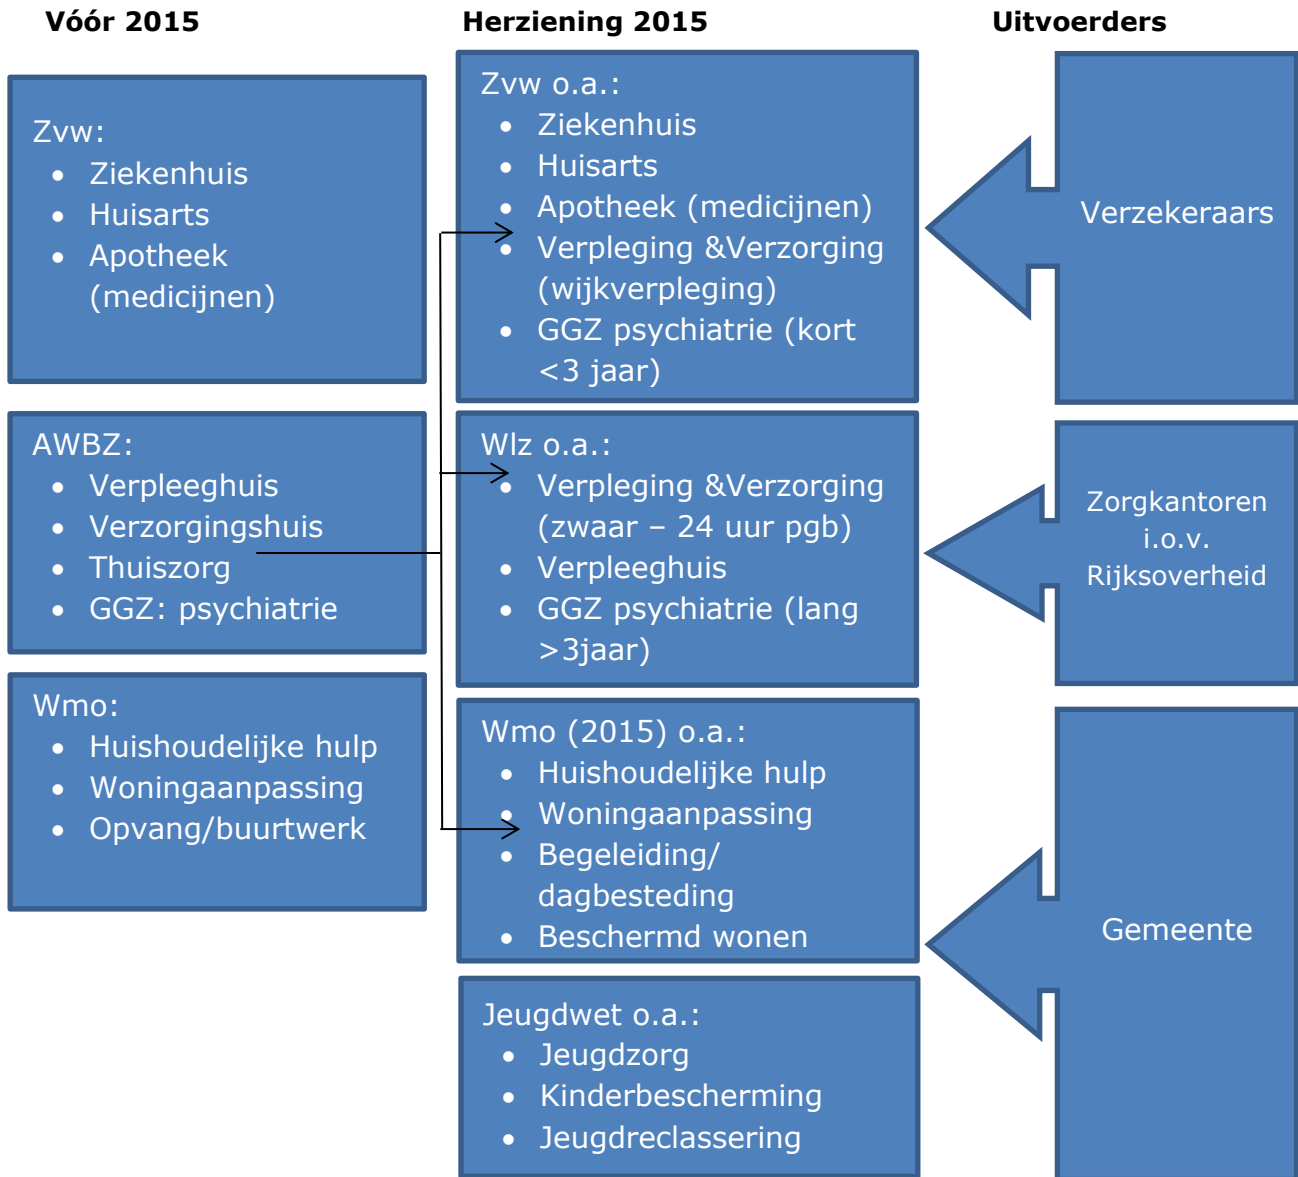 Vóór 2015
Zvw:
• Ziekenhuis
• Huisarts
• Apotheek
(medicijnen)
AWBZ:
• Verpleeghuis
• Verzorgingshuis
• Thuiszorg
• GGZ: psychiatrie
Wmo:
• Huishoudelijke hulp
• Woningaanpassing
• Opvang/buurtwerk
Herziening 2015
Zvw o.a.:
• Ziekenhuis
• Huisarts
• Apotheek (medicijnen)
• Verpleging &Verzorging
(wijkverpleging)
• GGZ psychiatrie (kort
<3 jaar)
Wlz o.a.:
• Verpleging &Verzorging
(zwaar – 24 uur pgb)
• Verpleeghuis
• GGZ psychiatrie (lang
>3jaar)
Wmo (2015) o.a.:
• Huishoudelijke hulp
• Woningaanpassing
• Begeleiding/
dagbesteding
• Beschermd wonen
Jeugdwet o.a.:
• Jeugdzorg
• Kinderbescherming
• Jeugdreclassering
Uitvoerders
Verzekeraars
Zorgkantoren
i.o.v.
Rijksoverheid
Gemeente